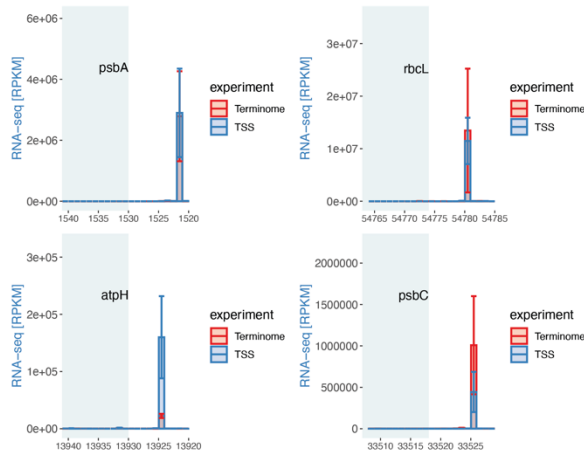 6e+06
4e+06
2e+06
0e+00
RNA-seq [RPKM]
psbA
1540 1535 1530 1525 1520
experiment
Terminome
TSS
3e+07
2e+07
1e+07
0e+00
RNA-seq [RPKM]
rbcL
54765 54770 54775 54780 54785
experiment
Terminome
TSS
3e+05
2e+05
1e+05
0e+00
RNA-seq [RPKM]
atpH
13940 13935 13930 13925 13920
experiment
Terminome
TSS
2000000
1500000
1000000
500000
0
RNA-seq [RPKM]
psbC
33510 33515 33520 33525
experiment
Terminome
TSS